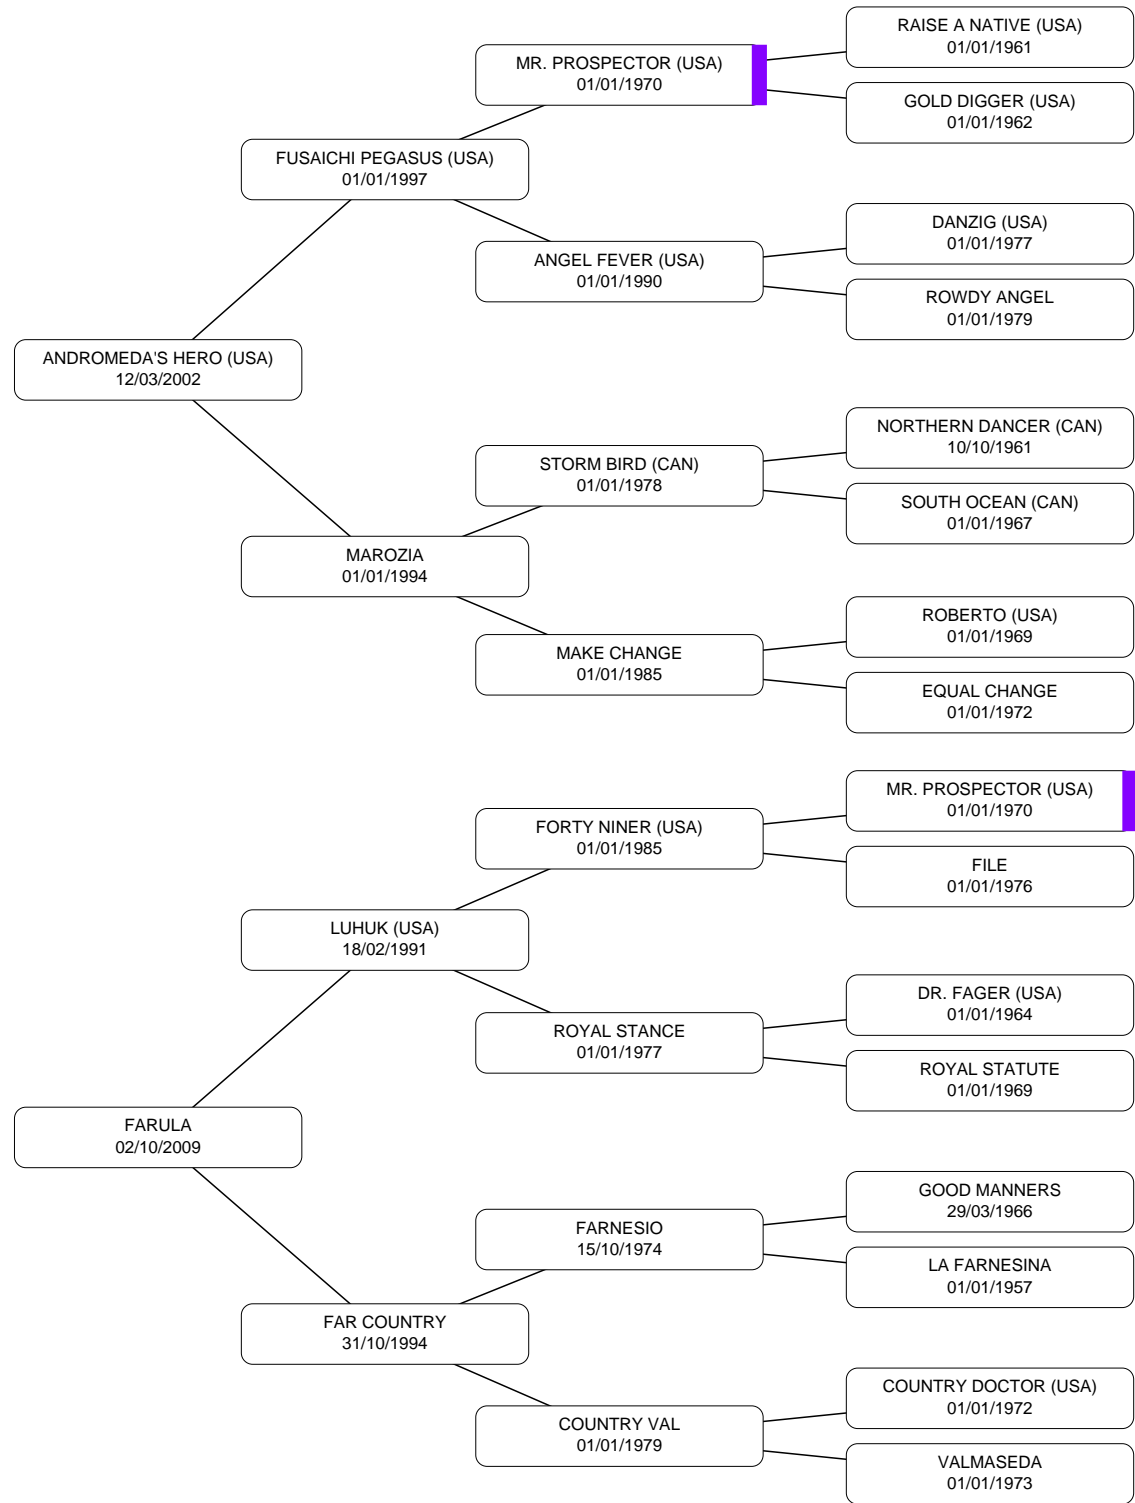 RAISE A NATIVE (USA)
01/01/1961
MR. PROSPECTOR (USA)
01/01/1970
GOLD DIGGER (USA)
01/01/1962
FUSAICHI PEGASUS (USA)
01/01/1997
DANZIG (USA)
01/01/1977
ANGEL FEVER (USA)
01/01/1990
ROWDY ANGEL
01/01/1979
ANDROMEDA'S HERO (USA)
12/03/2002
NORTHERN DANCER (CAN)
10/10/1961
STORM BIRD (CAN)
01/01/1978
SOUTH OCEAN (CAN)
01/01/1967
MAROZIA
01/01/1994
ROBERTO (USA)
01/01/1969
MAKE CHANGE
01/01/1985
EQUAL CHANGE
01/01/1972
MR. PROSPECTOR (USA)
01/01/1970
FORTY NINER (USA)
01/01/1985
FILE
01/01/1976
LUHUK (USA)
18/02/1991
DR. FAGER (USA)
01/01/1964
ROYAL STANCE
01/01/1977
ROYAL STATUTE
01/01/1969
FARULA
02/10/2009
GOOD MANNERS
29/03/1966
FARNESIO
15/10/1974
LA FARNESINA
01/01/1957
FAR COUNTRY
31/10/1994
COUNTRY DOCTOR (USA)
01/01/1972
COUNTRY VAL
01/01/1979
VALMASEDA
01/01/1973